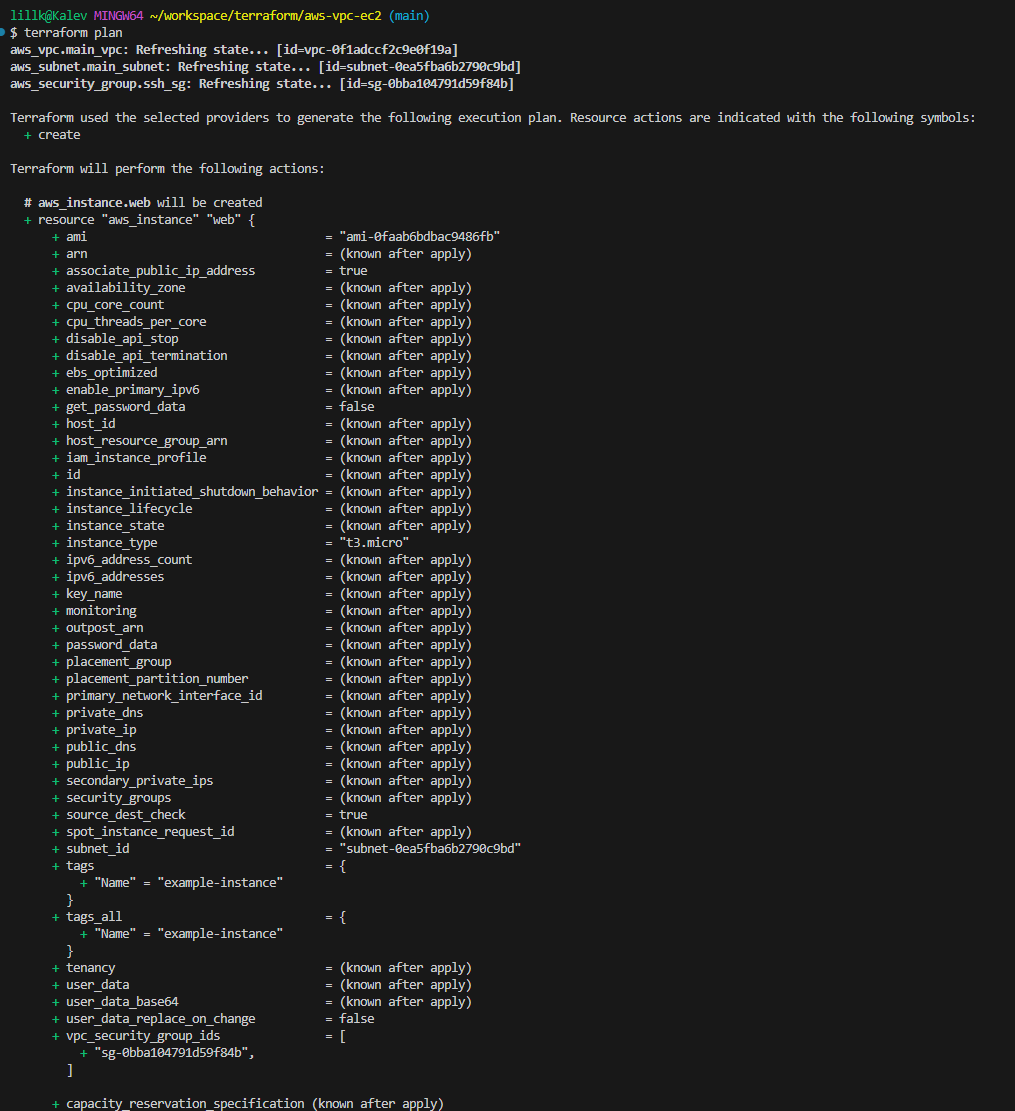 lillk@Kalev MINGW64 ~/workspace/terraform/aws-vpc-ec2 (main)
$ terraform plan
aws_vpc.main_vpc: Refreshing state... [id=vpc-0f1adccf2c9e0f19a]
aws_subnet.main_subnet: Refreshing state... [id=subnet-0ea5fba6b2790c9bd]
aws_security_group.ssh_sg: Refreshing state... [id=sg-0bba104791d59f84b]

Terraform used the selected providers to generate the following execution plan. Resource actions are indicated with the following symbols:
  + create

Terraform will perform the following actions:

  # aws_instance.web will be created
  + resource "aws_instance" "web" {
      + ami                                  = "ami-0faab6bdbac9486fb"
      + arn                                  = (known after apply)
      + associate_public_ip_address          = true
      + availability_zone                    = (known after apply)
      + cpu_core_count                       = (known after apply)
      + cpu_threads_per_core                 = (known after apply)
      + disable_api_stop                     = (known after apply)
      + disable_api_termination              = (known after apply)
      + ebs_optimized                        = (known after apply)
      + enable_primary_ipv6                  = (known after apply)
      + get_password_data                    = false
      + host_id                              = (known after apply)
      + host_resource_group_arn              = (known after apply)
      + iam_instance_profile                 = (known after apply)
      + id                                   = (known after apply)
      + instance_initiated_shutdown_behavior = (known after apply)
      + instance_lifecycle                   = (known after apply)
      + instance_state                       = (known after apply)
      + instance_type                        = "t3.micro"
      + ipv6_address_count                   = (known after apply)
      + ipv6_addresses                       = (known after apply)
      + key_name                             = (known after apply)
      + monitoring                           = (known after apply)
      + outpost_arn                          = (known after apply)
      + password_data                        = (known after apply)
      + placement_group                      = (known after apply)
      + placement_partition_number           = (known after apply)
      + primary_network_interface_id         = (known after apply)
      + private_dns                          = (known after apply)
      + private_ip                           = (known after apply)
      + public_dns                           = (known after apply)
      + public_ip                            = (known after apply)
      + secondary_private_ips                = (known after apply)
      + security_groups                      = (known after apply)
      + source_dest_check                    = true
      + spot_instance_request_id             = (known after apply)
      + subnet_id                            = "subnet-0ea5fba6b2790c9bd"
      + tags                                 = {
          + "Name" = "example-instance"
        }
      + tags_all                             = {
          + "Name" = "example-instance"
        }
      + tenancy                              = (known after apply)
      + user_data                            = (known after apply)
      + user_data_base64                     = (known after apply)
      + user_data_replace_on_change          = false
      + vpc_security_group_ids               = [
          + "sg-0bba104791d59f84b",
        ]

      + capacity_reservation_specification (known after apply)